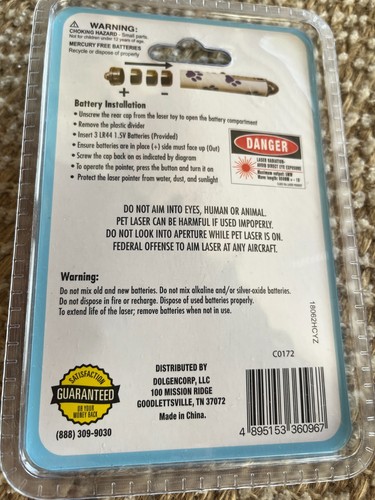 WARNING:
CHOKING HAZARD - Small parts.
Not for children under 12 years of age.
MERCURY FREE BATTERIES
Recycle or dispose of properly
+ -
Battery Installation
• Unscrew the rear cap from the laser toy to open the battery compartment
• Remove the plastic divider
• Insert 3 LR44 1.5V Batteries (Provided)
• Ensure batteries are in place (+) side must face up (Out)
• Screw the cap back on as indicated by diagram
• To operate the pointer, press the button and turn it on
• Protect the laser pointer from water, dust, and sunlight
DANGER
LASER RADIATION-
AVOID DIRECT EYE EXPOSURE
DO NOT AIM INTO EYES, HUMAN OR ANIMAL.
PET LASER CAN BE HARMFUL IF USED IMPROPERLY.
DO NOT LOOK INTO APERTURE WHILE PET LASER IS ON.
FEDERAL OFFENSE TO AIM LASER AT ANY AIRCRAFT.
Warning:
Do not mix old and new batteries. Do not mix alkaline and/or silver-oxide batteries.
Do not dispose in fire or recharge. Dispose of used batteries properly.
To extend life of the laser; remove batteries when not in use.
18062HCYZ
C0172
SATISFACTION
GUARANTEED
OR YOUR
MONEY BACK
(888) 309-9030
DISTRIBUTED BY
DOLGENCORP, LLC
100 MISSION RIDGE
GOODLETTSVILLE, TN 37072
Made in China.
4 895153 360967